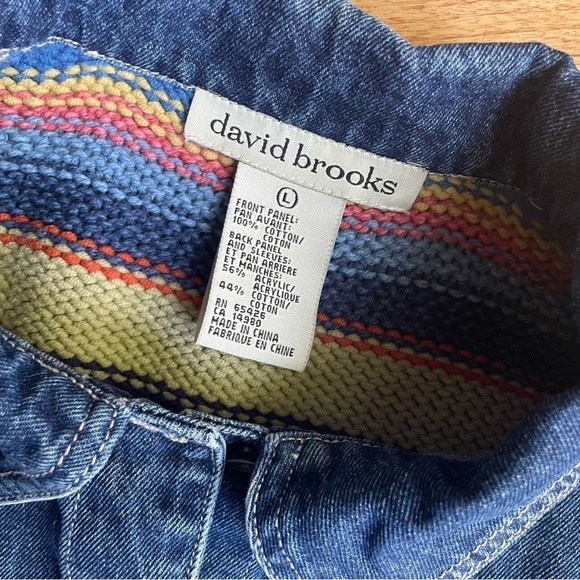 david brooks
L
FRONT PANEL:
PAN AVANT:
100% COTTON/
COTON
BACK PANEL
AND SLEEVES:
ET PAN ARRIERE
ET MANCHES:
56% ACRYLIC/
ACRYLIQUE
44% COTTON/
COTON
RN 65426
CA 14980
MADE IN CHINA
FABRIQUE EN CHINE